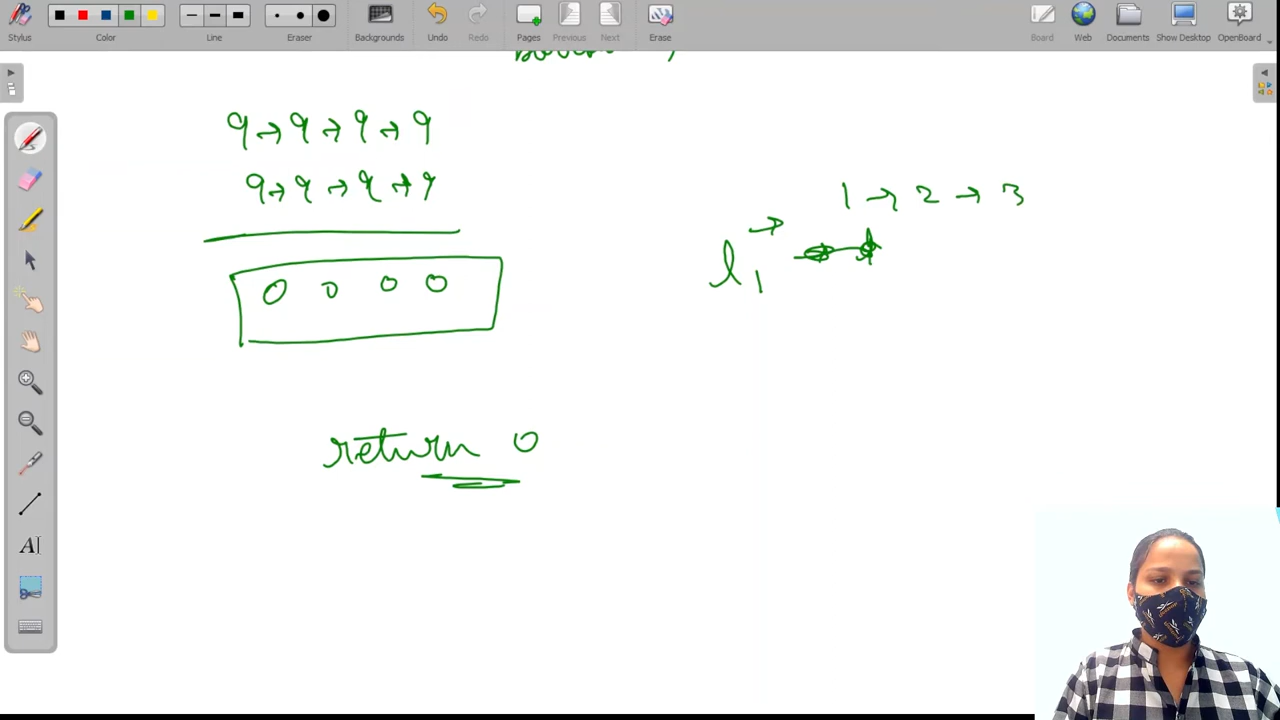 Stylus
Color
Line
Eraser
Backgrounds
Undo
Redo
Pages
Previous
Next
Erase
Board
Web
Documents
Show Desktop
OpenBoard
9 → 9 → 9 → 9
9 → 9 → 9 → 9
0 0 0 0
return 0
1 → 2 → 3
l1 →